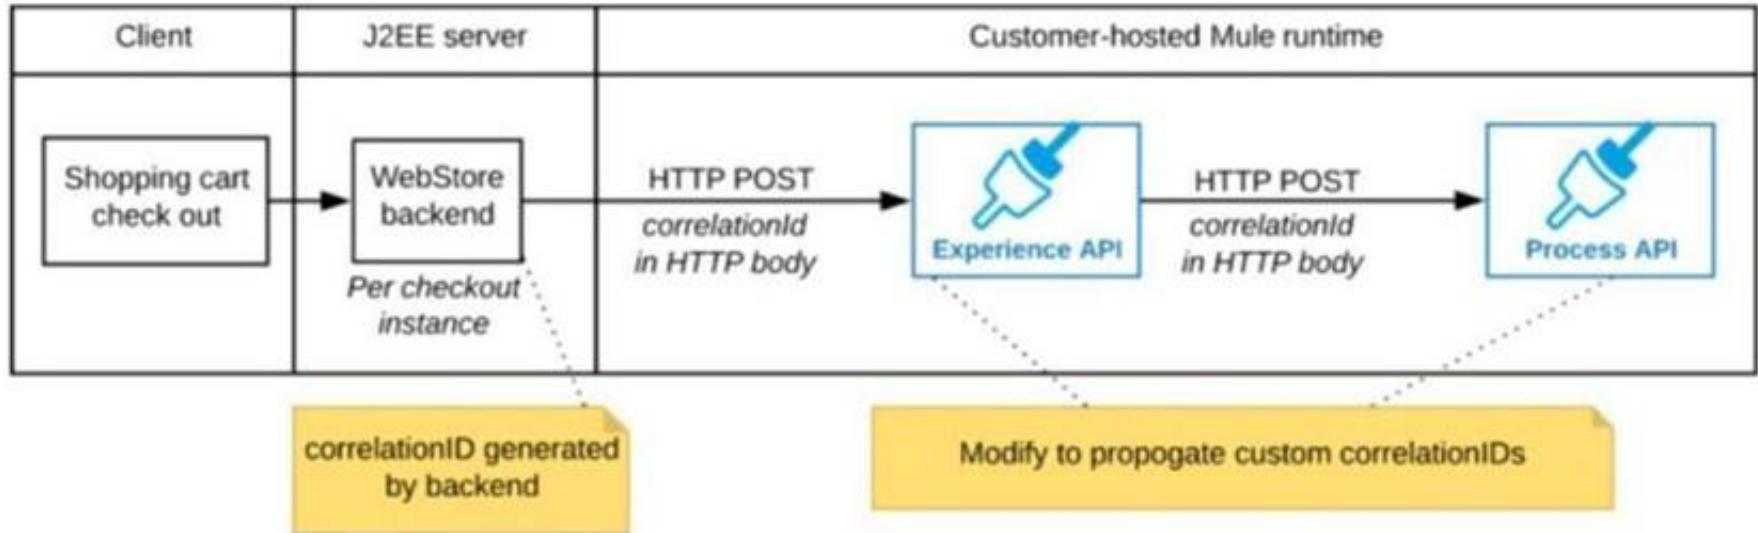 Client
J2EE server
Customer-hosted Mule runtime
Shopping cart
check out
WebStore
backend
Per checkout
instance
HTTP POST
correlationId
in HTTP body
Experience API
HTTP POST
correlationId
in HTTP body
Process API
correlationID generated
by backend
Modify to propogate custom correlationIDs